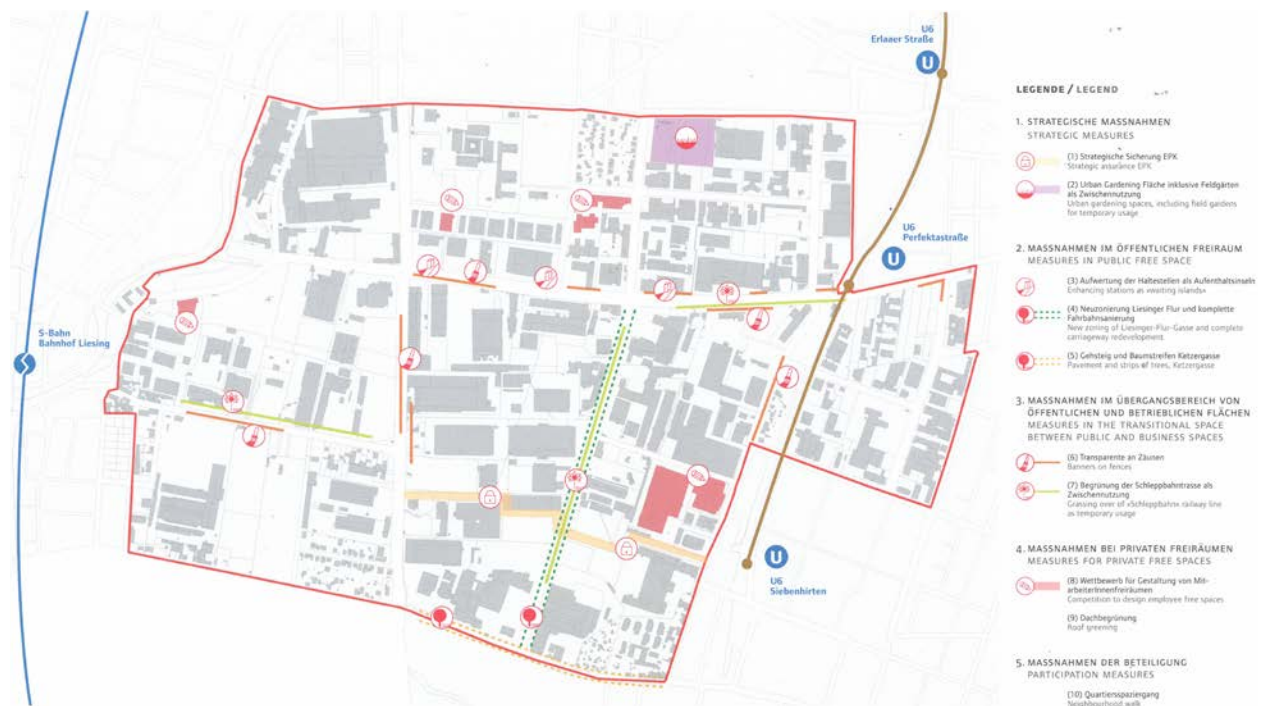 U6
Erlaaer Straße
U
U6
Perfektastraße
U
S-Bahn
Bahnhof Liesing
U
U6
Siebenhirten
LEGENDE / LEGEND
1. STRATEGISCHE MASSNAHMEN
STRATEGIC MEASURES
(1) Strategische Sicherung EPK
Strategic assurance EPK
(2) Urban Gardening Fläche inklusive Feldgärten
als Zwischennutzung
Urban gardening spaces, including field gardens
for temporary usage
2. MASSNAHMEN IM ÖFFENTLICHEN FREIRAUM
MEASURES IN PUBLIC FREE SPACE
(3) Aufwertung der Haltestellen als Aufenthaltsinseln
Enhancing stations as »waiting islands«
(4) Neuzonierung Liesinger Flur und komplette
Fahrbahnsanierung
New zoning of Liesinger-Flur-Gasse and complete
carriageway redevelopment
(5) Gehsteig und Baumstreifen Ketzergasse
Pavement and strips of trees, Ketzergasse
3. MASSNAHMEN IM ÜBERGANGSBEREICH VON
ÖFFENTLICHEN UND BETRIEBLICHEN FLÄCHEN
MEASURES IN THE TRANSITIONAL SPACE
BETWEEN PUBLIC AND BUSINESS SPACES
(6) Transparente an Zäunen
Banners on fences
(7) Begrünung der Schleppbahntrasse als
Zwischennutzung
Grassing over of »Schleppbahn« railway line
as temporary usage
4. MASSNAHMEN BEI PRIVATEN FREIRÄUMEN
MEASURES FOR PRIVATE FREE SPACES
(8) Wettbewerb für Gestaltung von Mit-
arbeiterInnenfreiräumen
Competition to design employee free spaces
(9) Dachbegrünung
Roof greening
5. MASSNAHMEN DER BETEILIGUNG
PARTICIPATION MEASURES
(10) Quartiersspaziergang
Neighbourhood walk